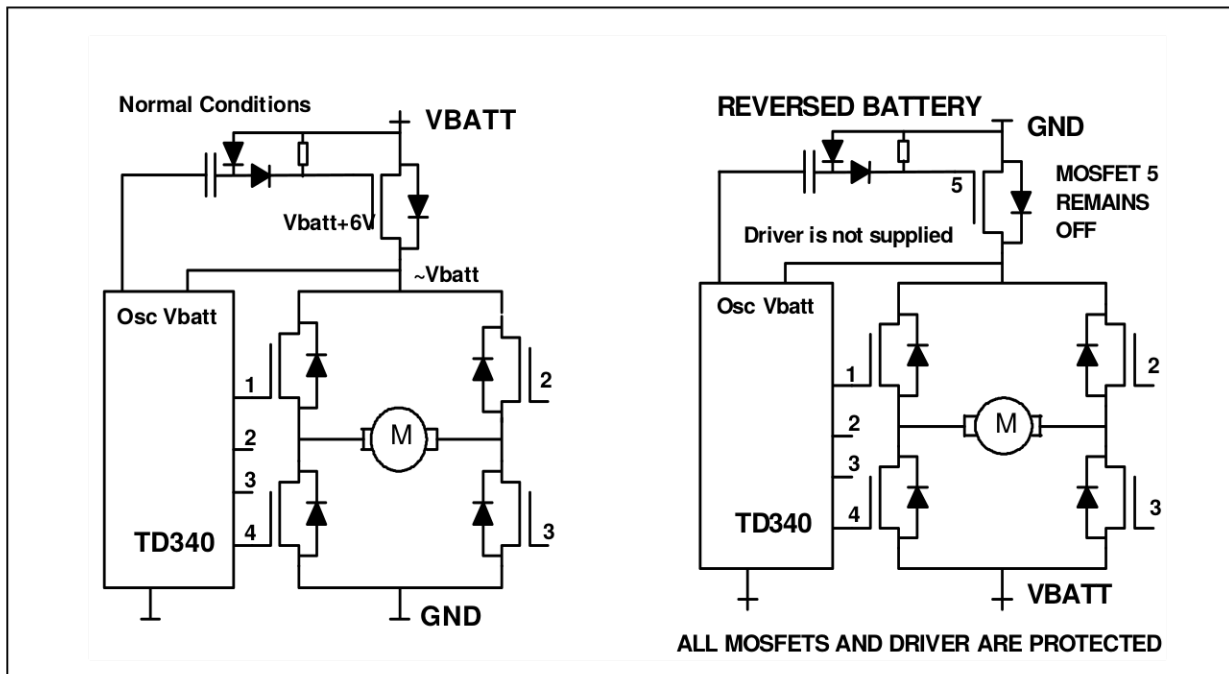 Normal Conditions
VBATT
Vbatt+6V
~Vbatt
Osc Vbatt
1
2
2
3
M
TD340
4
3
GND
REVERSED BATTERY
GND
5
MOSFET 5
REMAINS
OFF
Driver is not supplied
Osc Vbatt
1
2
2
3
M
TD340
4
3
VBATT
ALL MOSFETS AND DRIVER ARE PROTECTED